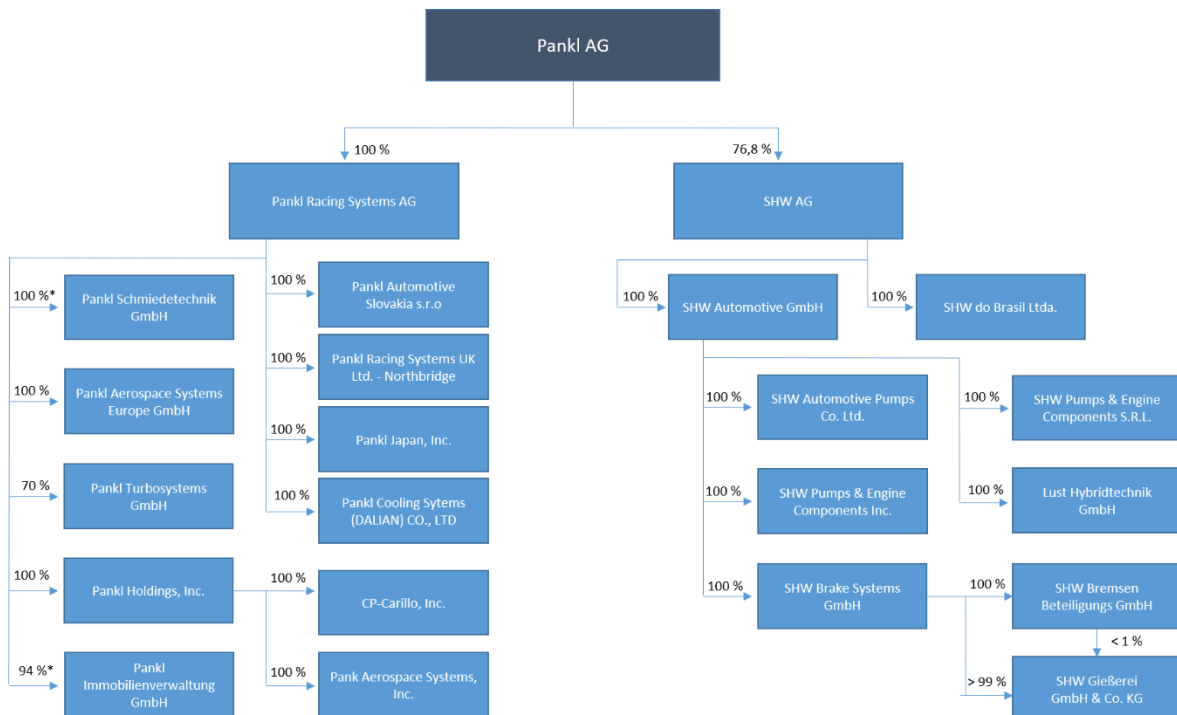 Pankl AG
100 %
76,8 %
Pankl Racing Systems AG
SHW AG
100 %*
Pankl Schmiedetechnik
GmbH
100 %
Pankl Aerospace Systems
Europe GmbH
70 %
Pankl Turbosystems
GmbH
100 %
Pankl Holdings, Inc.
94 %*
Pankl
Immobilienverwaltung
GmbH
100 %
Pankl Automotive
Slovakia s.r.o
100 %
Pankl Racing Systems UK
Ltd. - Northbridge
100 %
Pankl Japan, Inc.
100 %
Pankl Cooling Sytems
(DALIAN) CO., LTD
100 %
CP-Carillo, Inc.
100 %
Pank Aerospace Systems,
Inc.
100 %
SHW Automotive GmbH
100 %
SHW do Brasil Ltda.
100 %
SHW Automotive Pumps
Co. Ltd.
100 %
SHW Pumps & Engine
Components Inc.
100 %
SHW Brake Systems
GmbH
100 %
SHW Pumps & Engine
Components S.R.L.
100 %
Lust Hybridtechnik
GmbH
100 %
SHW Bremsen
Beteiligungs GmbH
< 1 %
> 99 %
SHW Gießerei
GmbH & Co. KG